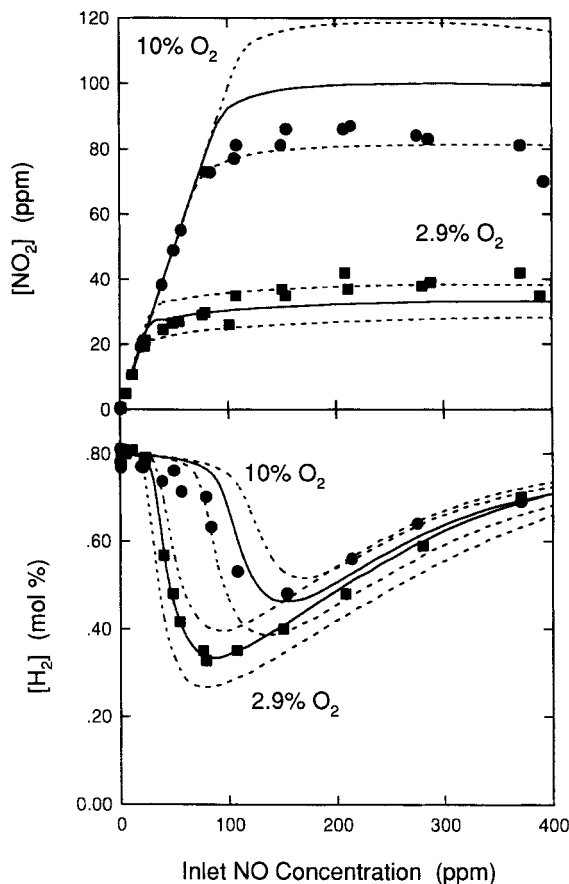 120
100
80
60
40
20
0
[NO2] (ppm)
10% O2
2.9% O2
.80
.60
.40
.20
0.00
[H2] (mol %)
10% O2
2.9% O2
0 100 200 300 400
Inlet NO Concentration (ppm)